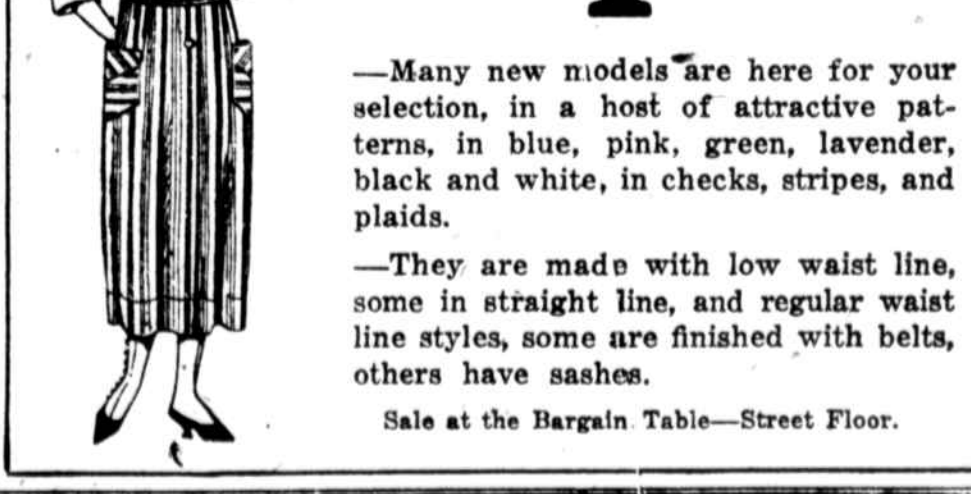 —Many new models are here for your
selection, in a host of attractive pat-
terns, in blue, pink, green, lavender,
black and white, in checks, stripes, and
plaids.
—They are made with low waist line,
some in straight line, and regular waist
line styles, some are finished with belts,
others have sashes.
Sale at the Bargain Table—Street Floor.